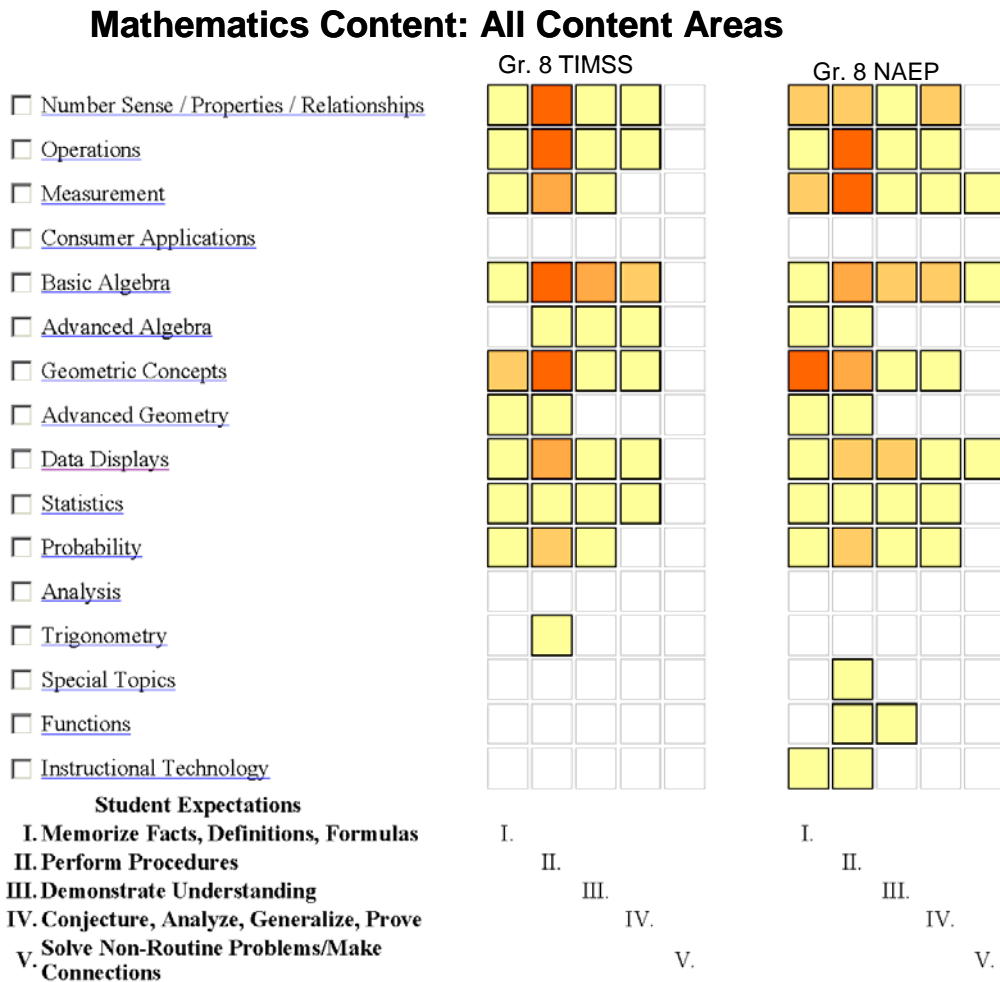 Mathematics Content: All Content Areas
Gr. 8 TIMSS
Gr. 8 NAEP
Number Sense / Properties / Relationships
Operations
Measurement
Consumer Applications
Basic Algebra
Advanced Algebra
Geometric Concepts
Advanced Geometry
Data Displays
Statistics
Probability
Analysis
Trigonometry
Special Topics
Functions
Instructional Technology
Student Expectations
I. Memorize Facts, Definitions, Formulas I. I.
II. Perform Procedures II. II.
III. Demonstrate Understanding III. III.
IV. Conjecture, Analyze, Generalize, Prove IV. IV.
V. Solve Non-Routine Problems/Make V. V.
Connections